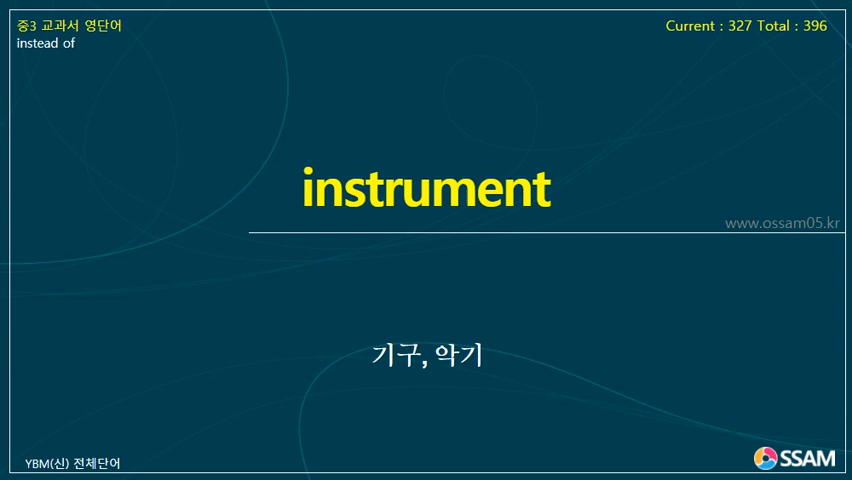 중3 교과서 영단어
Current : 327 Total : 396
instead of
instrument
www.ossam05.kr
기구, 악기
YBM(신) 전체단어
SSAM